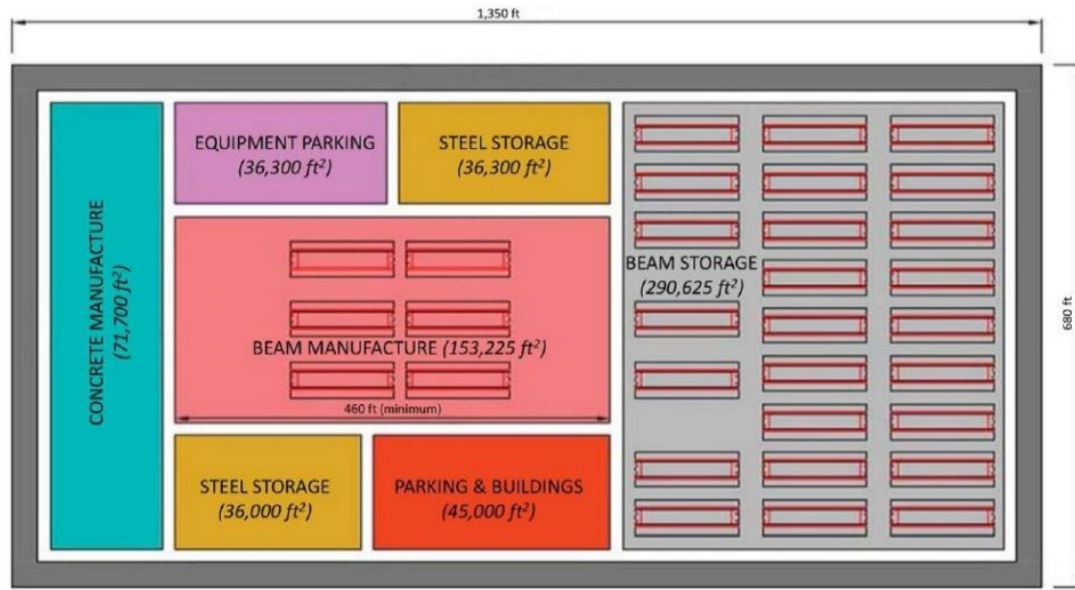 1,350 ft
EQUIPMENT PARKING
(36,300 ft²)
STEEL STORAGE
(36,300 ft²)
CONCRETE MANUFACTURE
(71,700 ft²)
BEAM STORAGE
(290,625 ft²)
680 ft
BEAM MANUFACTURE (153,225 ft²)
460 ft (minimum)
STEEL STORAGE
(36,000 ft²)
PARKING & BUILDINGS
(45,000 ft²)